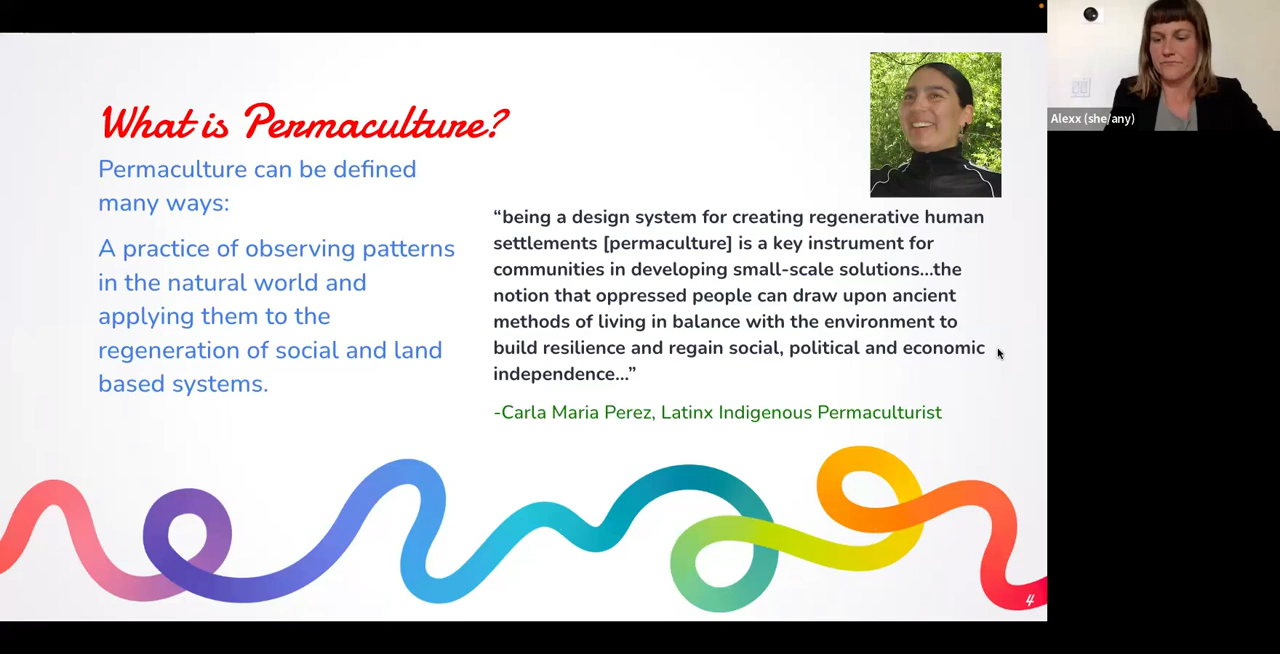 What is Permaculture?
Permaculture can be defined
many ways:
A practice of observing patterns
in the natural world and
applying them to the
regeneration of social and land
based systems.
“being a design system for creating regenerative human
settlements [permaculture] is a key instrument for
communities in developing small-scale solutions...the
notion that oppressed people can draw upon ancient
methods of living in balance with the environment to
build resilience and regain social, political and economic
independence...”
-Carla Maria Perez, Latinx Indigenous Permaculturist
4
Alexx (she/any)